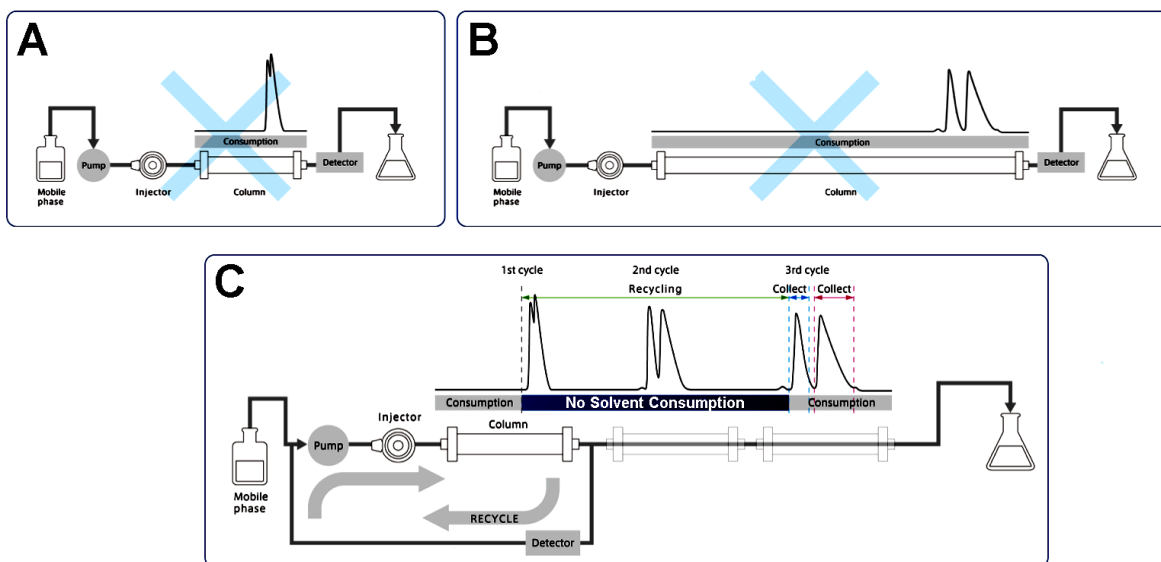 A
Consumption
Pump
Detector
Mobile
phase
Injector
Column
B
Consumption
Pump
Detector
Mobile
phase
Injector
Column
C
1st cycle
2nd cycle
3rd cycle
Recycling
Collect
Collect
Consumption
No Solvent Consumption
Consumption
Injector
Column
Pump
Mobile
phase
RECYCLE
Detector